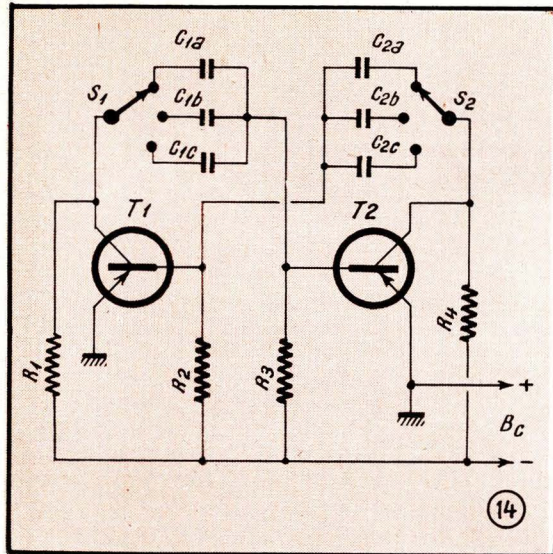 C1a
C2a
S1
C1b
C2b
S2
C1c
C2c
T1
T2
R1
R2
R3
R4
+
Bc
-
14